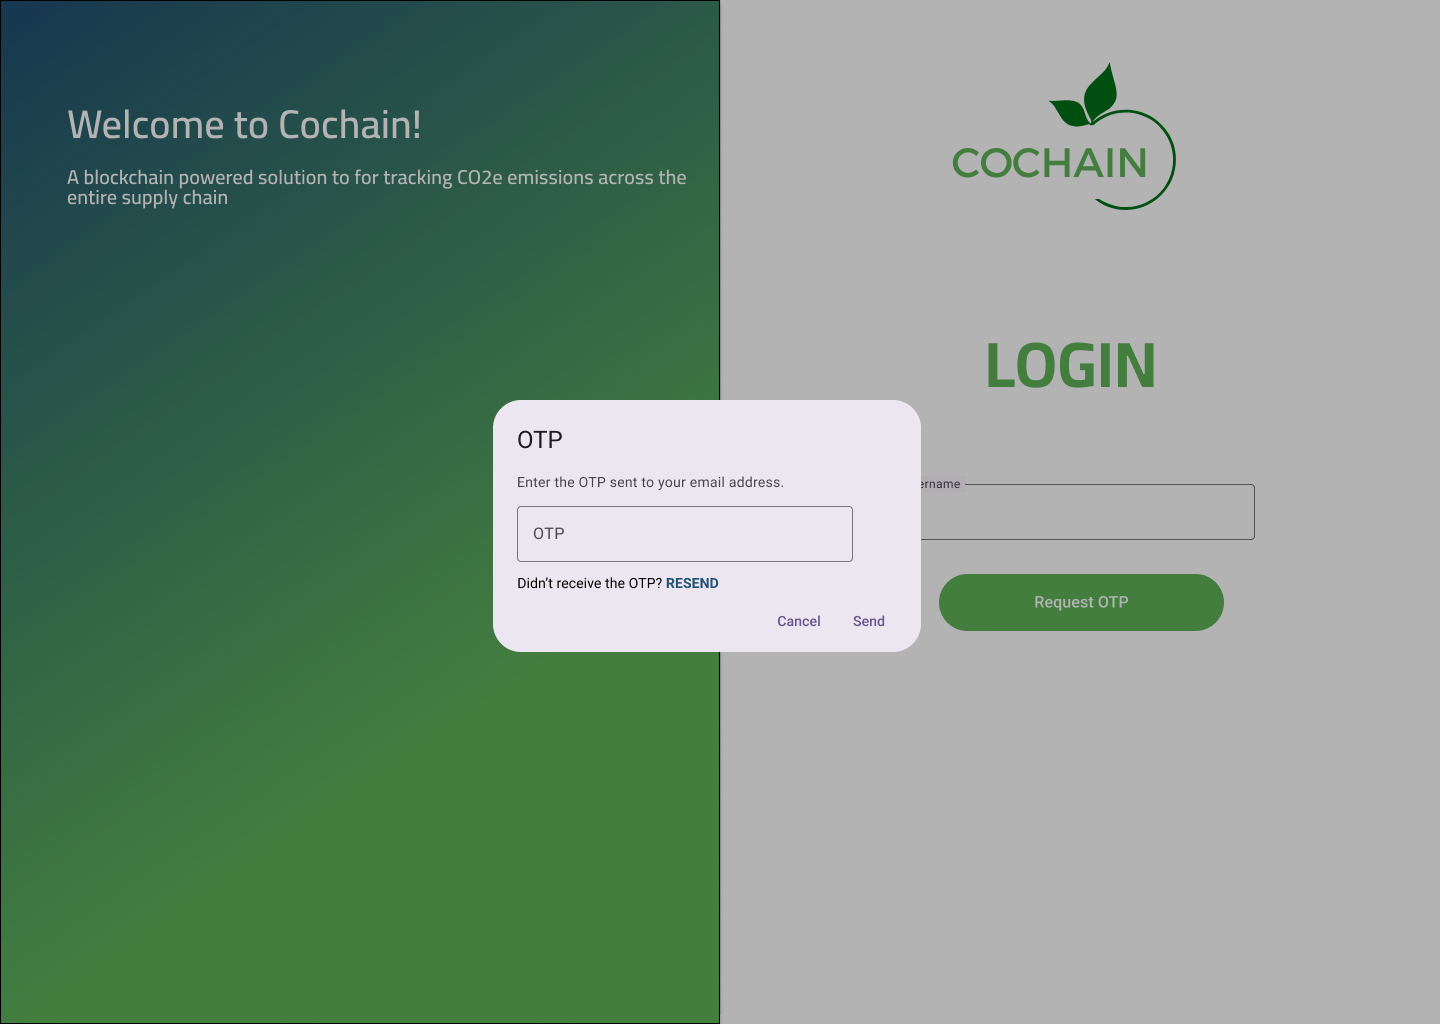 Welcome to Cochain!
A blockchain powered solution to for tracking CO2e emissions across the
entire supply chain
COCHAIN
LOGIN
OTP
Enter the OTP sent to your email address.
OTP
Didn’t receive the OTP? RESEND
Cancel Send
ername
Request OTP